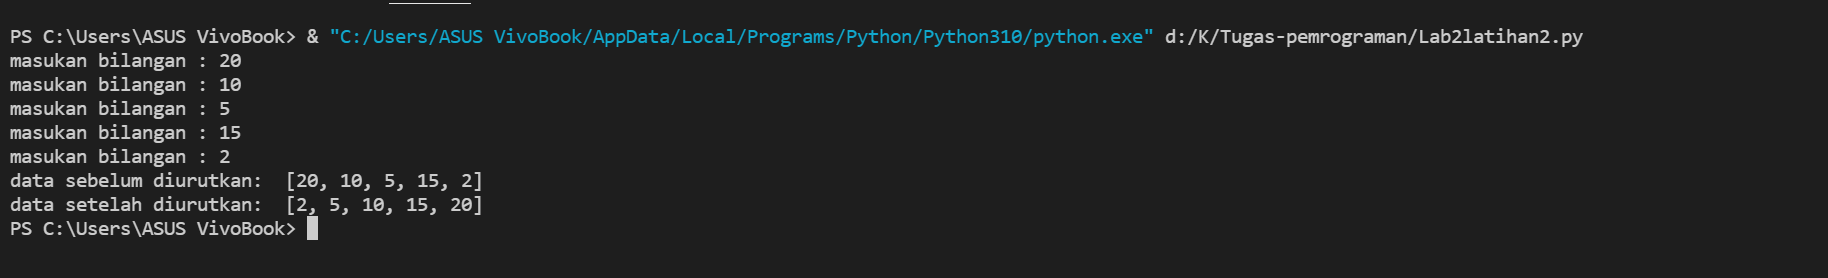 PS C:\Users\ASUS VivoBook> & "C:/Users/ASUS VivoBook/AppData/Local/Programs/Python/Python310/python.exe" d:/K/Tugas-pemrograman/Lab2latihan2.py
masukan bilangan : 20
masukan bilangan : 10
masukan bilangan : 5
masukan bilangan : 15
masukan bilangan : 2
data sebelum diurutkan:  [20, 10, 5, 15, 2]
data setelah diurutkan:  [2, 5, 10, 15, 20]
PS C:\Users\ASUS VivoBook>